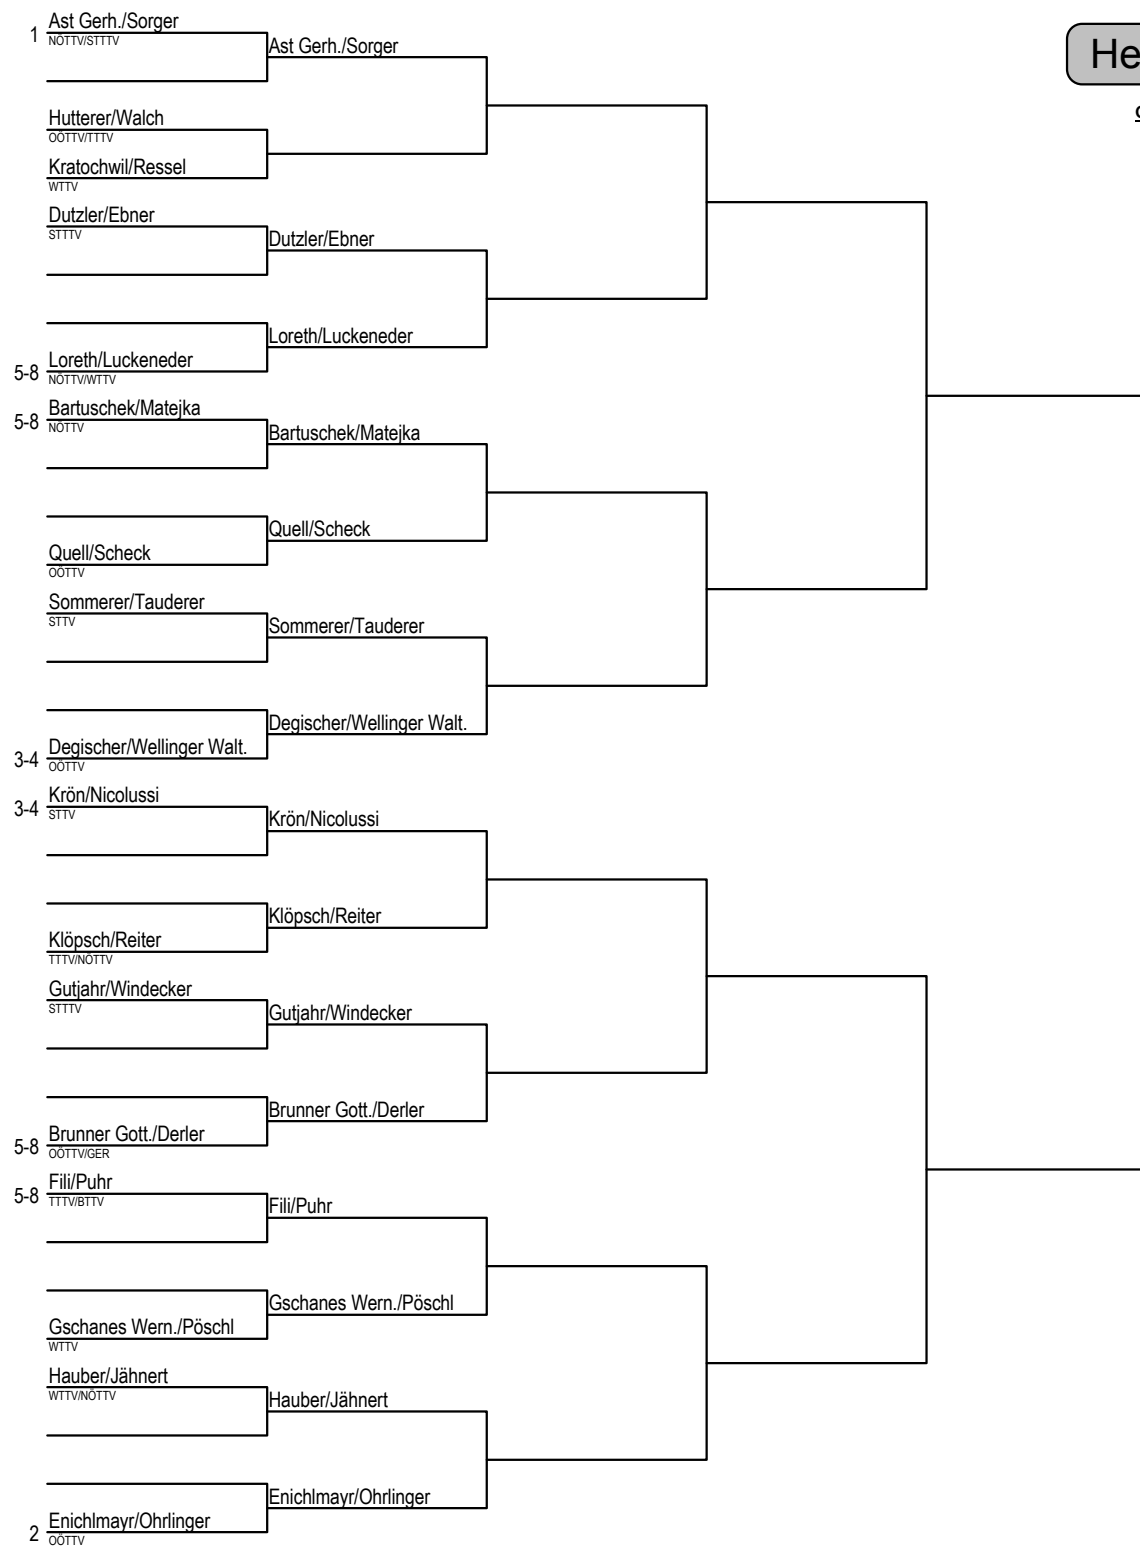 1
Ast Gerh./Sorger
NÖTTV/STTTV
Ast Gerh./Sorger
He
Hutterer/Walch
OÖTTV/TTTV
Kratochwil/Ressel
WTTV
Dutzler/Ebner
STTTV
Dutzler/Ebner
Loreth/Luckeneder
5-8
Loreth/Luckeneder
NÖTTV/WTTV
5-8
Bartuschek/Matejka
NÖTTV
Bartuschek/Matejka
Quell/Scheck
Quell/Scheck
OÖTTV
Sommerer/Tauderer
STTV
Sommerer/Tauderer
Degischer/Wellinger Walt.
3-4
Degischer/Wellinger Walt.
OÖTTV
3-4
Krön/Nicolussi
STTV
Krön/Nicolussi
Klöpsch/Reiter
Klöpsch/Reiter
TTTV/NÖTTV
Gutjahr/Windecker
STTTV
Gutjahr/Windecker
Brunner Gott./Derler
5-8
Brunner Gott./Derler
OÖTTV/GER
5-8
Fili/Puhr
TTTV/BTTV
Fili/Puhr
Gschanes Wern./Pöschl
Gschanes Wern./Pöschl
WTTV
Hauber/Jähnert
WTTV/NÖTTV
Hauber/Jähnert
Enichlmayr/Ohrlinger
2
Enichlmayr/Ohrlinger
OÖTTV